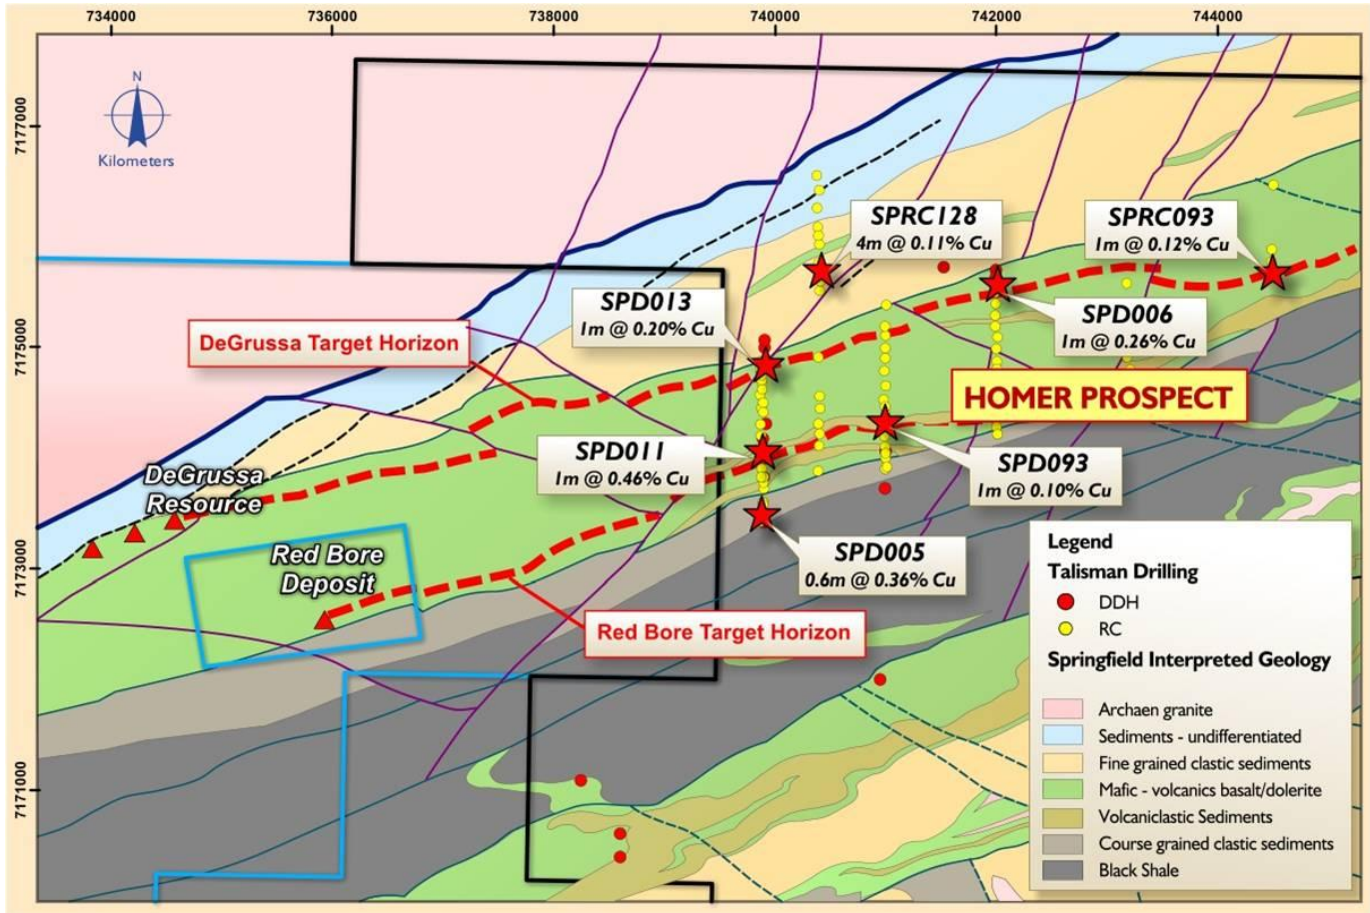 734000
736000
738000
740000
742000
744000
7177000
7175000
7173000
7171000
N
Kilometers
SPRC128
4m @ 0.11% Cu
SPRC093
1m @ 0.12% Cu
SPD013
1m @ 0.20% Cu
SPD006
1m @ 0.26% Cu
DeGrussa Target Horizon
HOMER PROSPECT
SPD011
1m @ 0.46% Cu
SPD093
1m @ 0.10% Cu
DeGrussa
Resource
Red Bore
Deposit
SPD005
0.6m @ 0.36% Cu
Red Bore Target Horizon
Legend
Talisman Drilling
DDH
RC
Springfield Interpreted Geology
Archaen granite
Sediments - undifferentiated
Fine grained clastic sediments
Mafic - volcanics basalt/dolerite
Volcaniclastic Sediments
Course grained clastic sediments
Black Shale